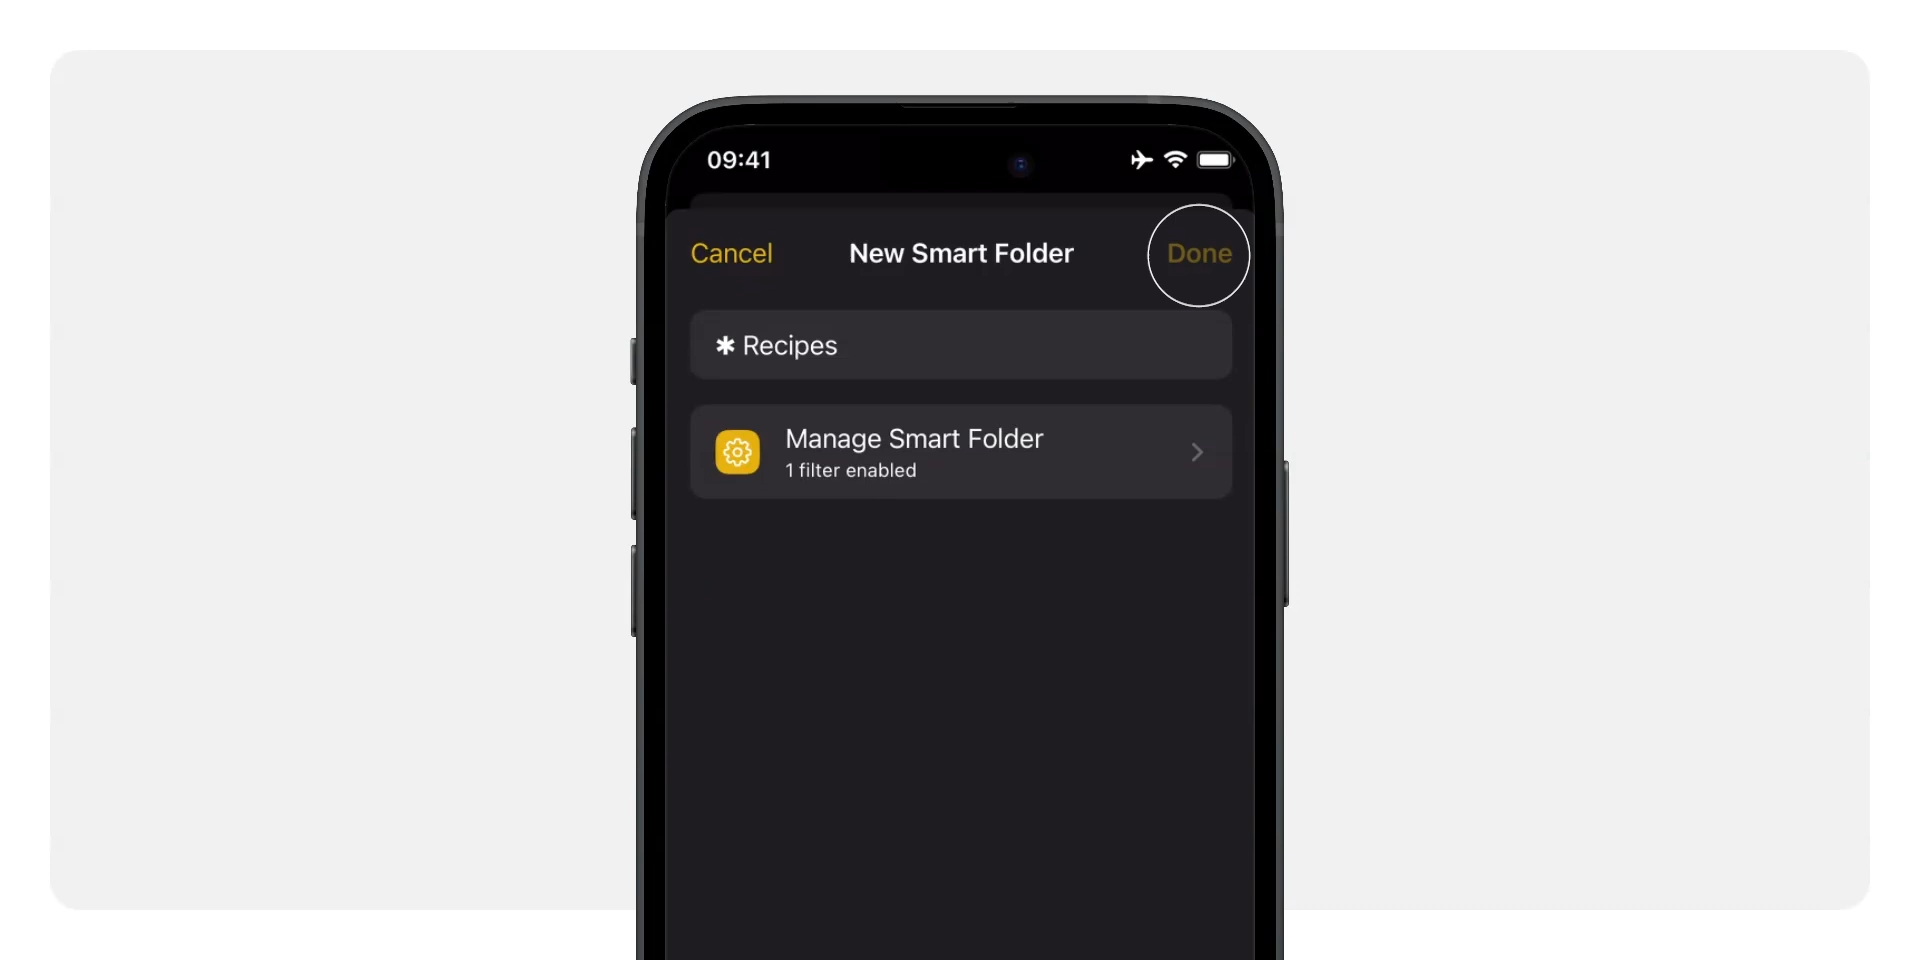 09:41
Cancel New Smart Folder Done
✱ Recipes
Manage Smart Folder
1 filter enabled